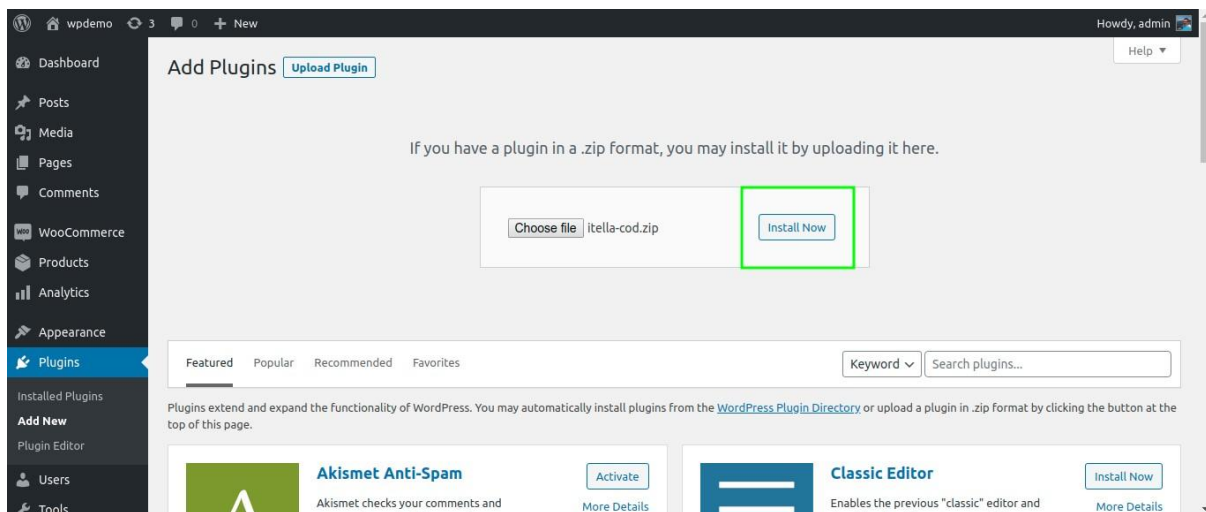 wpdemo 3 0 + New Howdy, admin
Help ▼
Dashboard
Posts
Media
Pages
Comments
WooCommerce
Products
Analytics
Appearance
Plugins
Installed Plugins
Add New
Plugin Editor
Users
Tools
Add Plugins Upload Plugin
If you have a plugin in a .zip format, you may install it by uploading it here.
Choose file itella-cod.zip Install Now
Featured Popular Recommended Favorites Keyword Search plugins...
Plugins extend and expand the functionality of WordPress. You may automatically install plugins from the WordPress Plugin Directory or upload a plugin in .zip format by clicking the button at the
top of this page.
Akismet Anti-Spam Activate
Akismet checks your comments and More Details
Classic Editor Install Now
Enables the previous "classic" editor and More Details